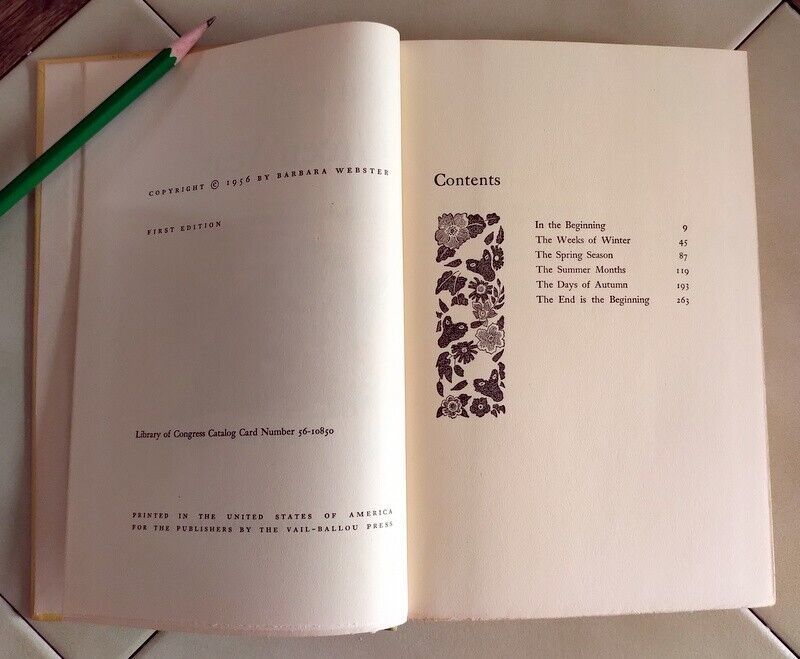 COPYRIGHT © 1956 BY BARBARA WEBSTER
FIRST EDITION
Library of Congress Catalog Card Number 56-10850
PRINTED IN THE UNITED STATES OF AMERICA
FOR THE PUBLISHERS BY THE VAIL-BALLOU PRESS
Contents
In the Beginning 9
The Weeks of Winter 45
The Spring Season 87
The Summer Months 119
The Days of Autumn 193
The End is the Beginning 263